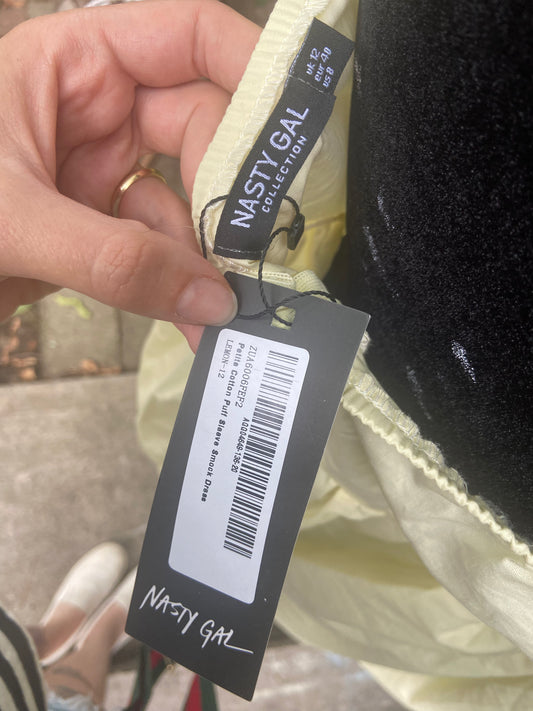 uk 12
eur 40
us 8
NASTY GAL
COLLECTION
ZUA6006FEF2
Petite Cotton Puff Sleeve Smock Dress
LEMON-12
NASTY GAL